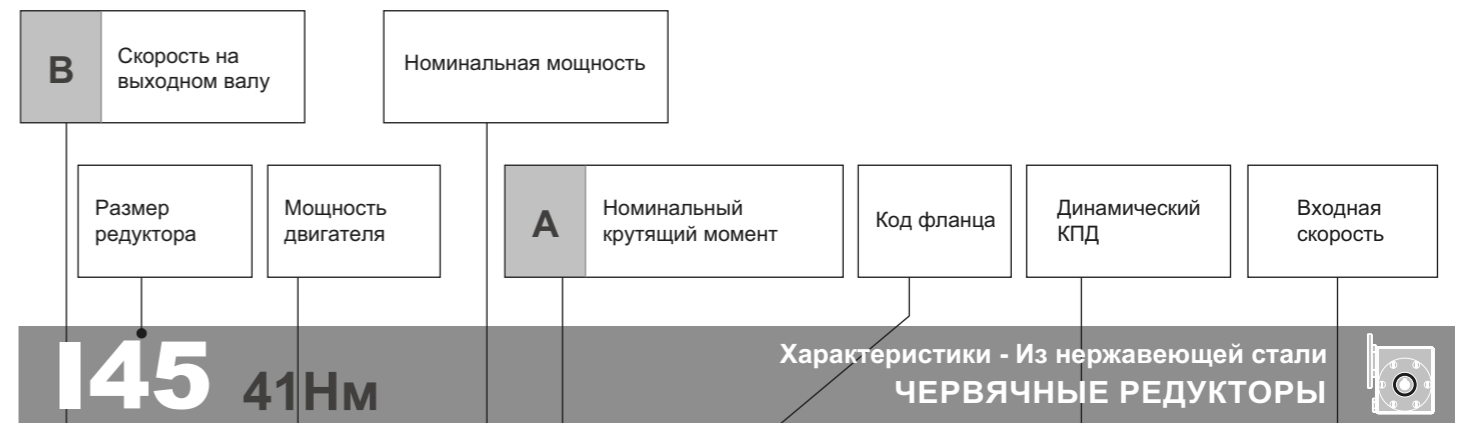 B
Скорость на
выходном валу
Номинальная мощность
Размер
редуктора
Мощность
двигателя
A
Номинальный
крутящий момент
Код фланца
Динамический
КПД
Входная
скорость
I45 41Нм
Характеристики - Из нержавеющей стали
ЧЕРВЯЧНЫЕ РЕДУКТОРЫ